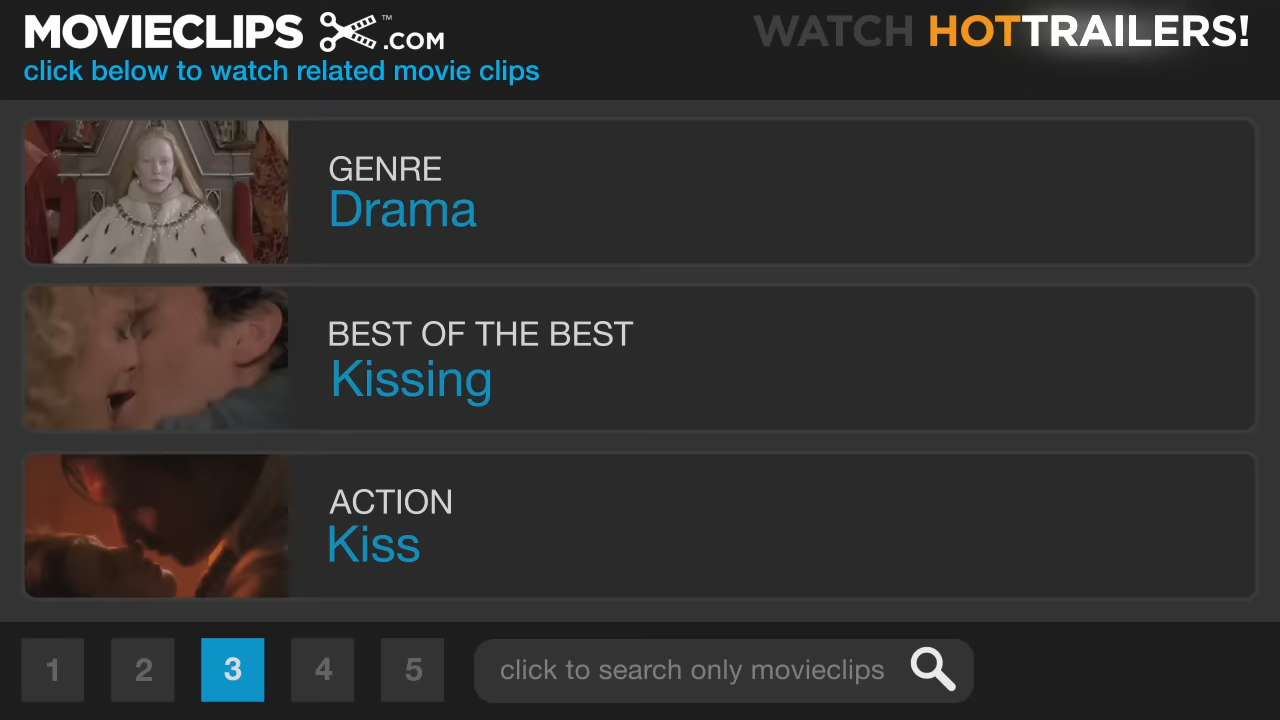 MOVIECLIPS ™ .COM
WATCH HOTTRAILERS!
click below to watch related movie clips
GENRE
Drama
BEST OF THE BEST
Kissing
ACTION
Kiss
1 2 3 4 5 click to search only movieclips